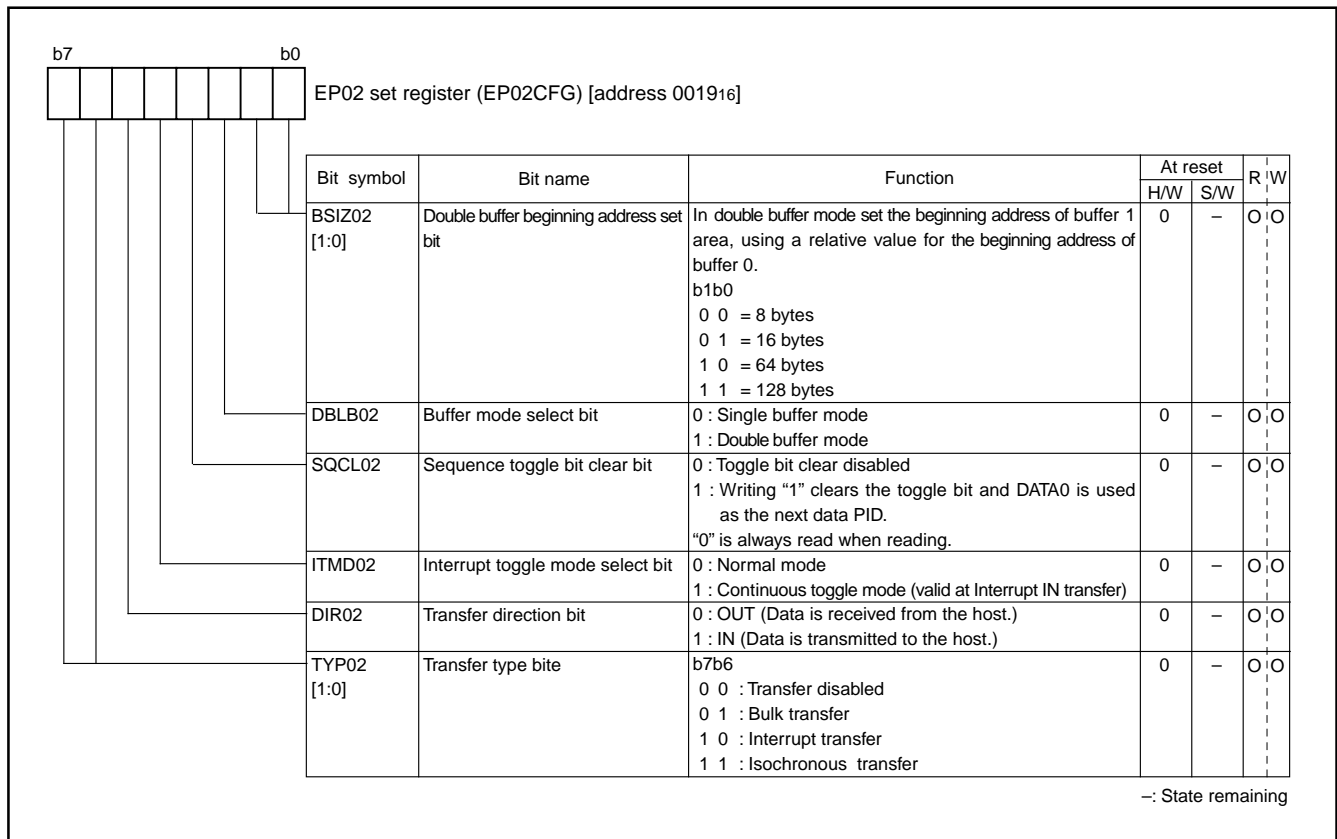 b7 b0
EP02 set register (EP02CFG) [address 001916]
Bit symbol Bit name Function At reset R W
H/W S/W
BSIZ02 Double buffer beginning address set In double buffer mode set the beginning address of buffer 1 0 – O O
[1:0] bit area, using a relative value for the beginning address of
buffer 0.
b1b0
0 0 = 8 bytes
0 1 = 16 bytes
1 0 = 64 bytes
1 1 = 128 bytes
DBLB02 Buffer mode select bit 0 : Single buffer mode 0 – O O
1 : Double buffer mode
SQCL02 Sequence toggle bit clear bit 0 : Toggle bit clear disabled 0 – O O
1 : Writing “1” clears the toggle bit and DATA0 is used
as the next data PID.
“0” is always read when reading.
ITMD02 Interrupt toggle mode select bit 0 : Normal mode 0 – O O
1 : Continuous toggle mode (valid at Interrupt IN transfer)
DIR02 Transfer direction bit 0 : OUT (Data is received from the host.) 0 – O O
1 : IN (Data is transmitted to the host.)
TYP02 Transfer type bite b7b6 0 – O O
[1:0] 0 0 : Transfer disabled
0 1 : Bulk transfer
1 0 : Interrupt transfer
1 1 : Isochronous transfer
–: State remaining